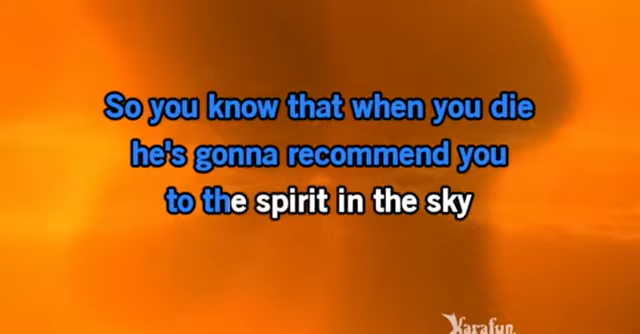 So you know that when you die
he's gonna recommend you
to the spirit in the sky
Karafun